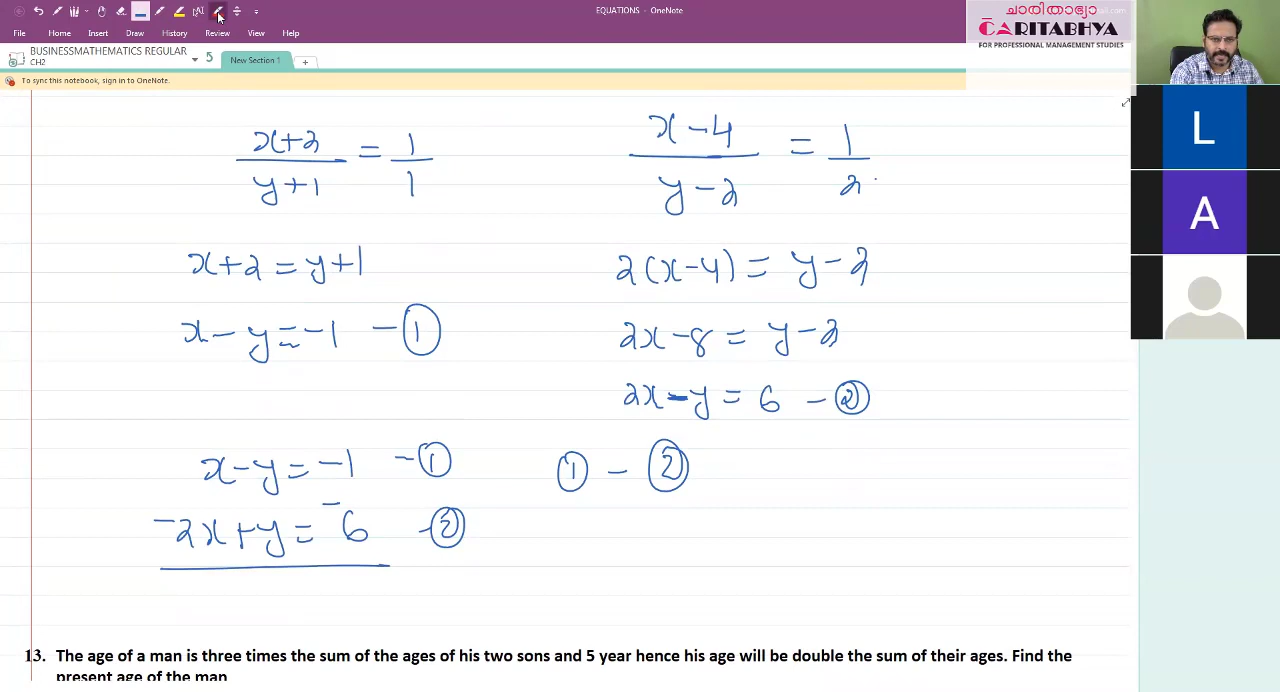 EQUATIONS - OneNote
File Home Insert Draw History Review View Help
BUSINESSMATHEMATICS REGULAR
CH2
New Section 1
To sync this notebook, sign in to OneNote.
ചാരിതാഭ്യാ
CARITABHYA
FOR PROFESSIONAL MANAGEMENT STUDIES
L
A
x+2 / y+1 = 1 / 1
x-4 / y-2 = 1 / 2
x+2 = y+1
2(x-4) = y-2
x - y = -1 - ①
2x - 8 = y - 2
2x - y = 6 - ②
x - y = -1 - ①
① - ②
-2x + y = -6 - ②
13. The age of a man is three times the sum of the ages of his two sons and 5 year hence his age will be double the sum of their ages. Find the
present age of the man